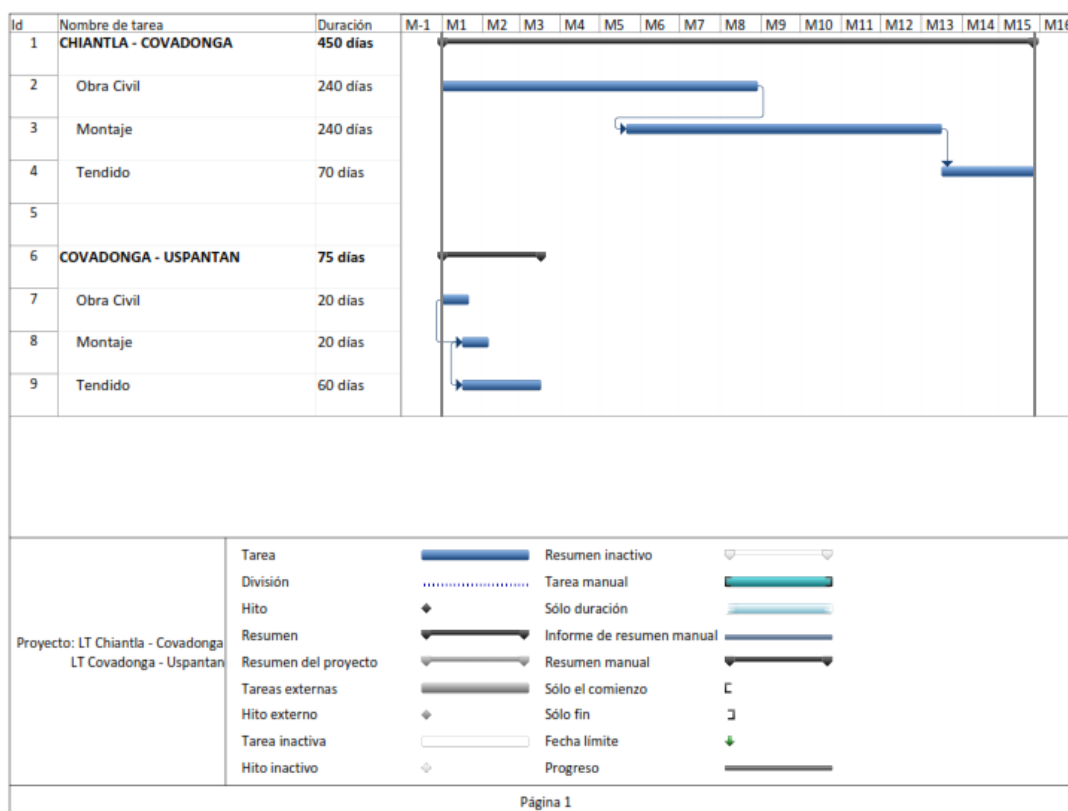 Id Nombre de tarea Duración M-1 M1 M2 M3 M4 M5 M6 M7 M8 M9 M10 M11 M12 M13 M14 M15 M16
1 CHIANTLA - COVADONGA 450 días
2 Obra Civil 240 días
3 Montaje 240 días
4 Tendido 70 días
5
6 COVADONGA - USPANTAN 75 días
7 Obra Civil 20 días
8 Montaje 20 días
9 Tendido 60 días
Proyecto: LT Chiantla - Covadonga
LT Covadonga - Uspantan
Tarea Resumen inactivo
División Tarea manual
Hito Sólo duración
Resumen Informe de resumen manual
Resumen del proyecto Resumen manual
Tareas externas Sólo el comienzo
Hito externo Sólo fin
Tarea inactiva Fecha límite
Hito inactivo Progreso
Página 1